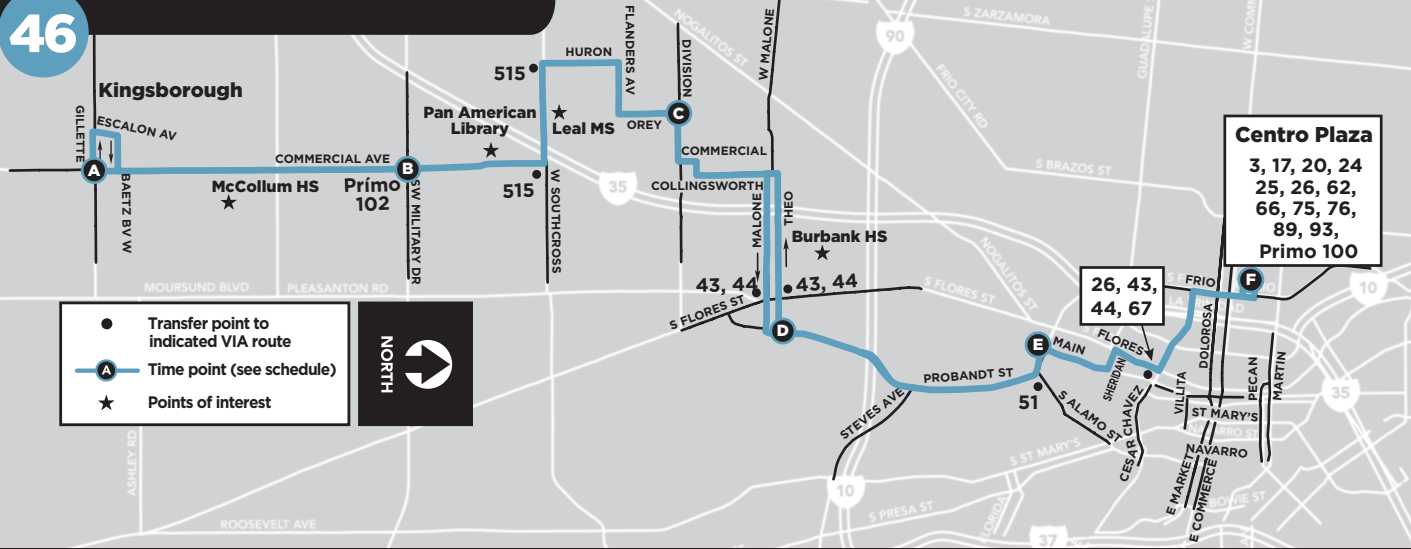 46
Kingsborough
GILLETTE
ESCALON AV
A
BAETZ BV W
COMMERCIAL AVE
McCollum HS
Prímo
102
B
SW MILITARY DR
Pan American
Library
515
515
W SOUTHCROSS
HURON
Leal MS
FLANDERS AV
OREY
DIVISION
C
COMMERCIAL
COLLINGSWORTH
W MALONE
MALONE
THEO
Burbank HS
43, 44
43, 44
S FLORES ST
D
STEVES AVE
PROBANDT ST
E
51
MAIN
S ALAMO ST
SHERIDAN
FLORES
26, 43,
44, 67
CESAR CHAVEZ
VILLITA
FRIO
DOLOROSA
F
PECAN
MARTIN
ST MARY'S
NAVARRO
E MARKET
E COMMERCE
Centro Plaza
3, 17, 20, 24
25, 26, 62,
66, 75, 76,
89, 93,
Primo 100
NOGALITOS ST
90
S ZARZAMORA
FRIO CITY RD
S BRAZOS ST
GUADALUPE S
W COMM
35
NOGALITOS ST
S FLORES ST
10
35
NAVARRO ST
BOWIE ST
S ST MARY'S
FLORIDA
S PRESA ST
10
37
MOURSUND BLVD
PLEASANTON RD
ASHLEY RD
ROOSEVELT AVE
Transfer point to
indicated VIA route
A
Time point (see schedule)
Points of interest
NORTH